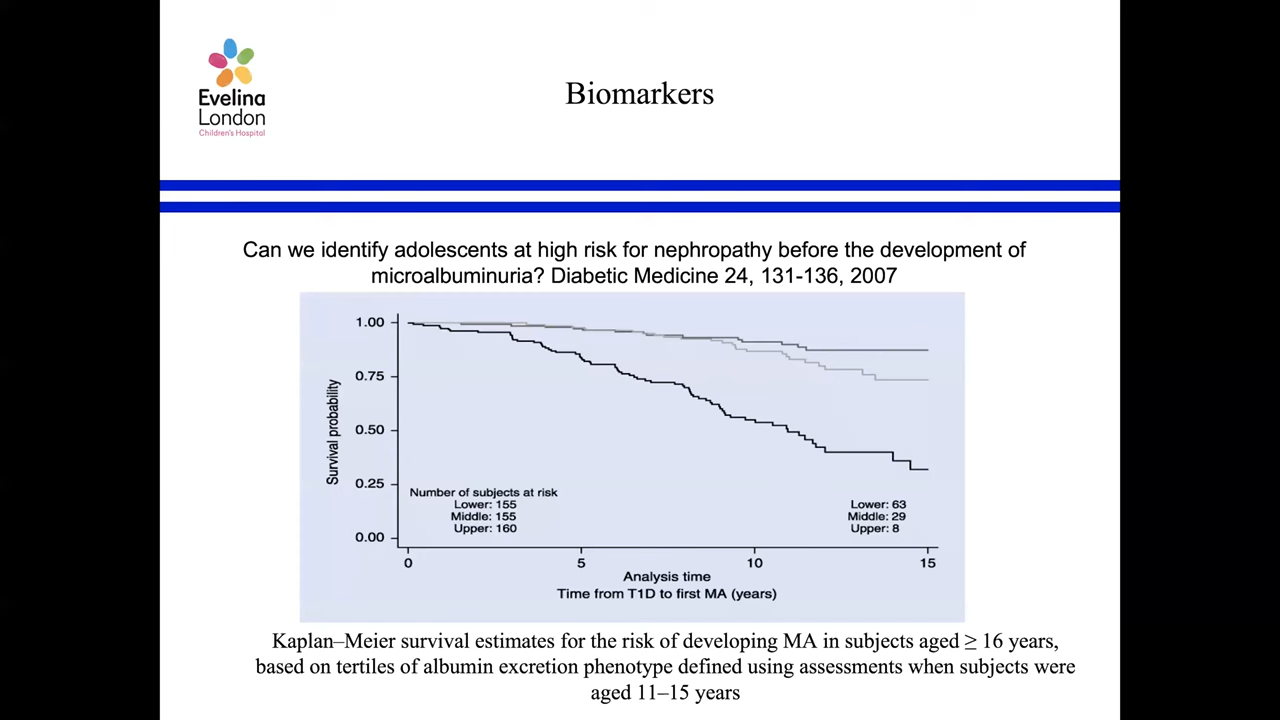 Evelina
London
Children's Hospital
Biomarkers
Can we identify adolescents at high risk for nephropathy before the development of
microalbuminuria? Diabetic Medicine 24, 131-136, 2007
1.00
0.75
0.50
0.25
0.00
Survival probability
Number of subjects at risk
Lower: 155
Middle: 155
Upper: 160
Lower: 63
Middle: 29
Upper: 8
0 5 10 15
Analysis time
Time from T1D to first MA (years)
Kaplan–Meier survival estimates for the risk of developing MA in subjects aged ≥ 16 years,
based on tertiles of albumin excretion phenotype defined using assessments when subjects were
aged 11–15 years